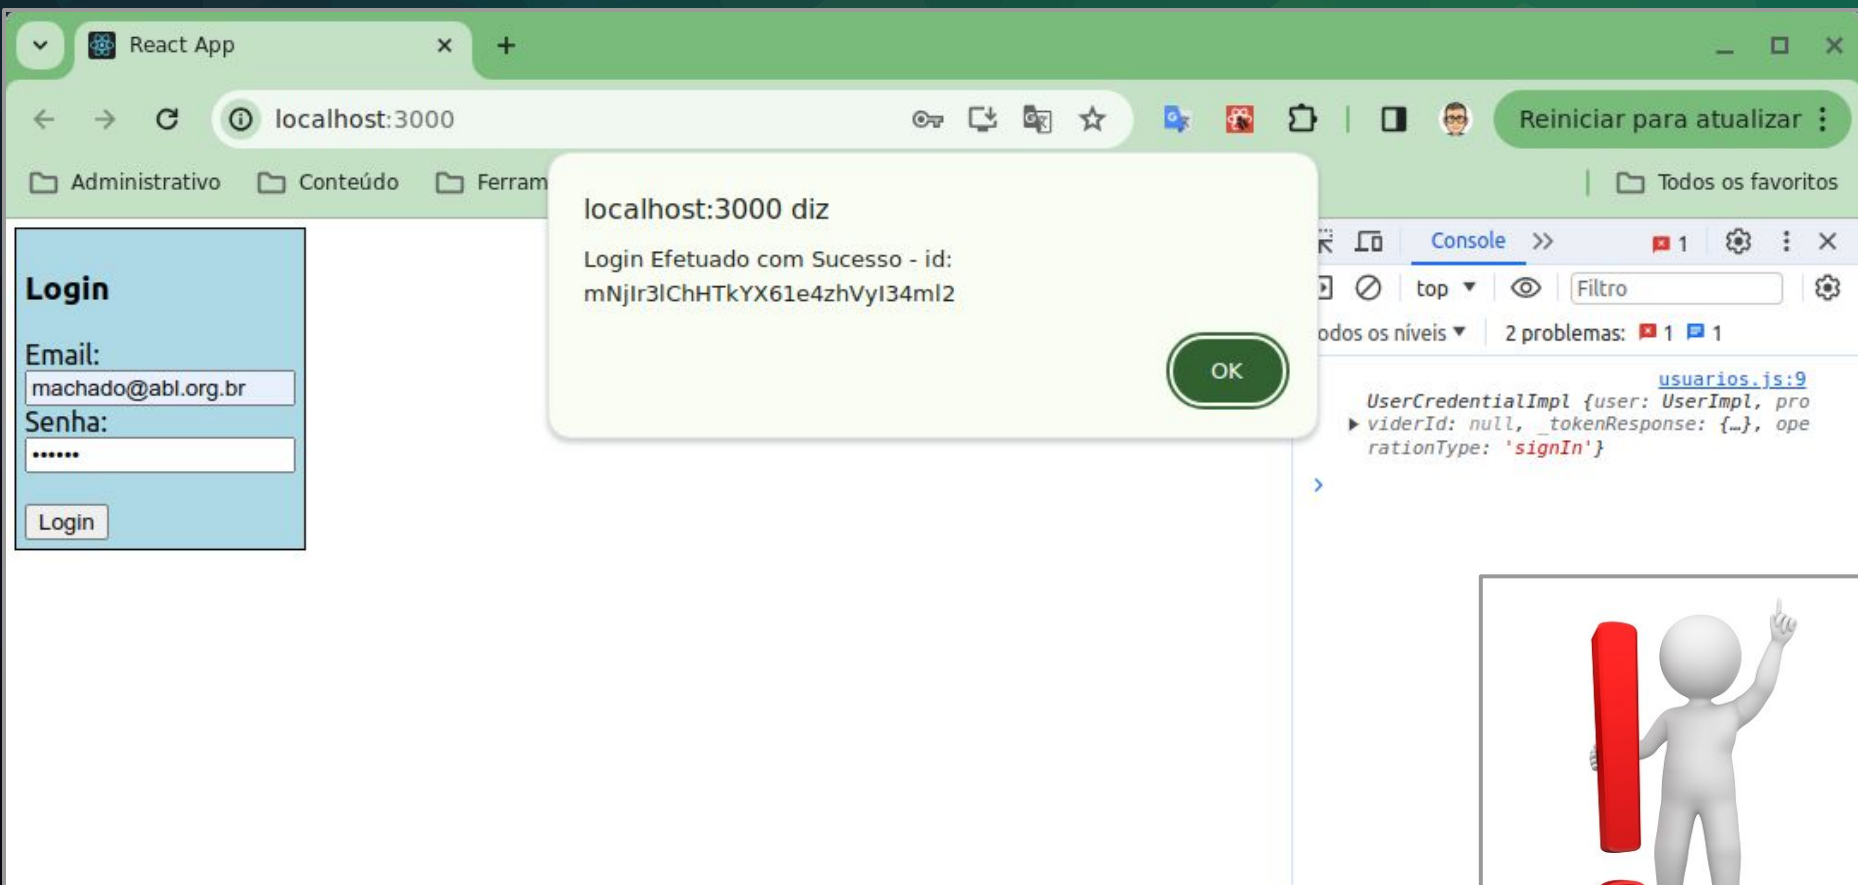 React App
localhost:3000
Reiniciar para atualizar
Administrativo
Conteúdo
Ferram
Todos os favoritos
localhost:3000 diz
Login Efetuado com Sucesso - id:
mNjIr3lChHTkYX61e4zhVyI34ml2
OK
Login
Email:
machado@abl.org.br
Senha:
••••••
Login
Console
1
top
Filtro
odos os níveis
2 problemas: 1 1
usuarios.js:9
UserCredentialImpl {user: UserImpl, pro
viderId: null, _tokenResponse: {…}, ope
rationType: 'signIn'}